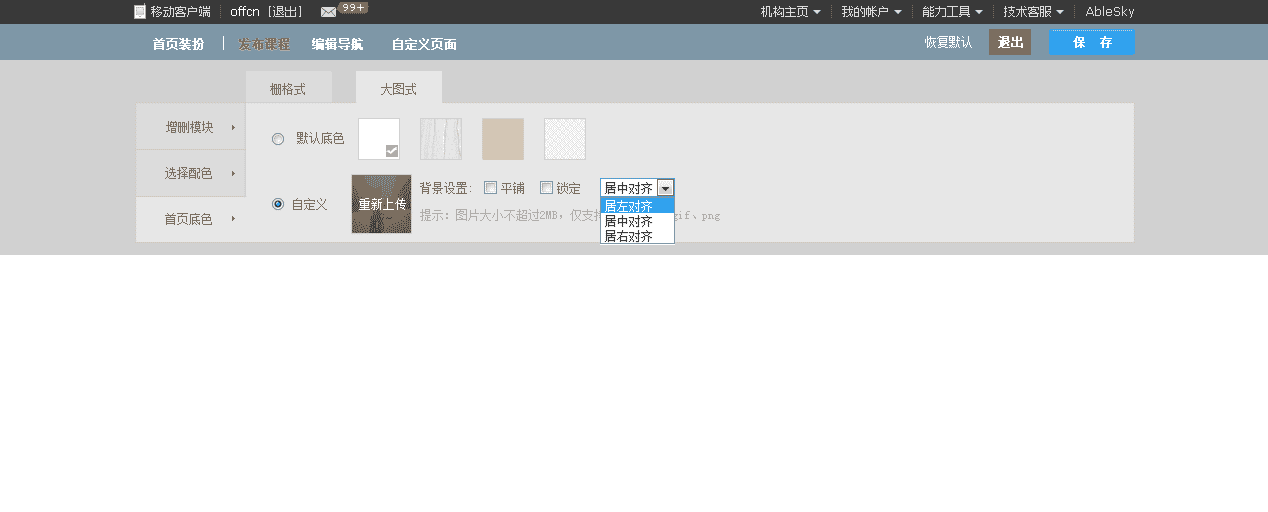 移动客户端 offcn [退出] 99+ 机构主页 我的帐户 能力工具 技术客服 AbleSky
首页装扮 发布课程 编辑导航 自定义页面 恢复默认 退出 保 存
栅格式 大图式
增删模块 默认底色
选择配色
首页底色
自定义 重新上传 背景设置: 平铺 锁定 居中对齐
提示：图片大小不超过2MB，仅支 gif、png
居左对齐
居中对齐
居右对齐